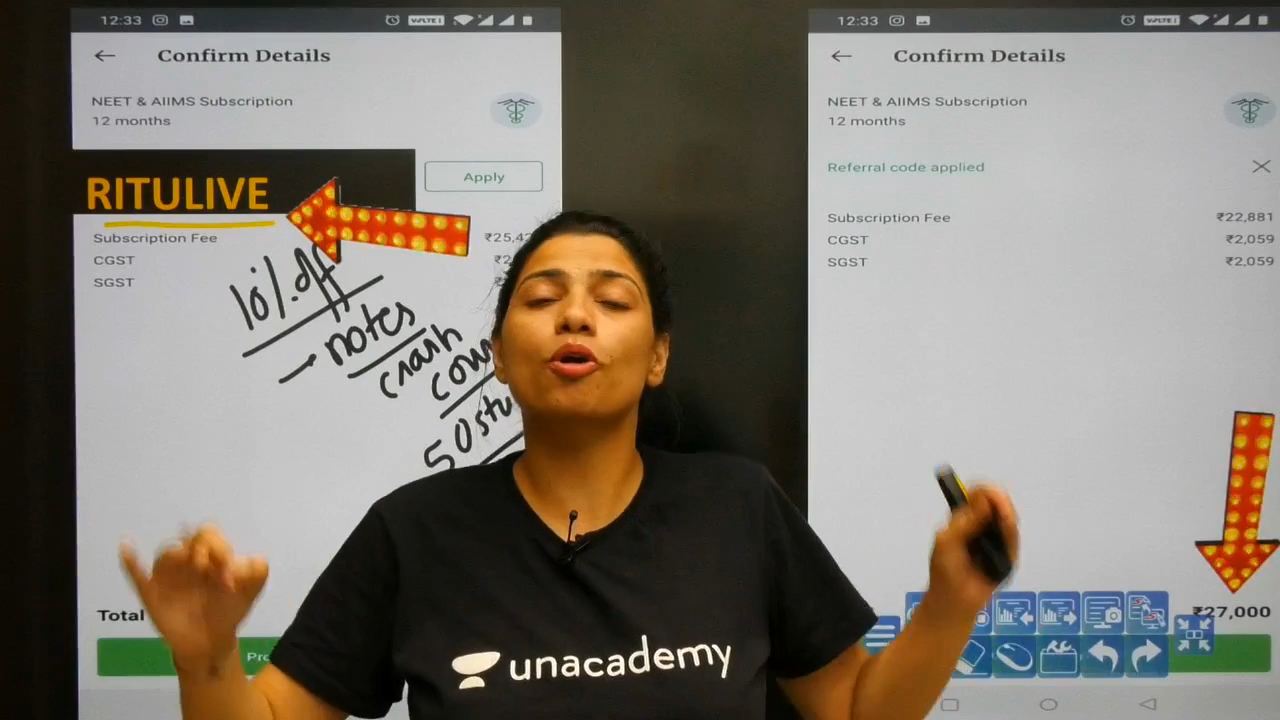 12:33
VOLTE 1
Confirm Details
NEET & AIIMS Subscription
12 months
RITULIVE
Apply
Subscription Fee
CGST
SGST
10%.off
- notes
crash
Total
12:33
Confirm Details
NEET & AIIMS Subscription
12 months
Referral code applied
Subscription Fee ₹22,881
CGST ₹2,059
SGST ₹2,059
₹27,000
unacademy